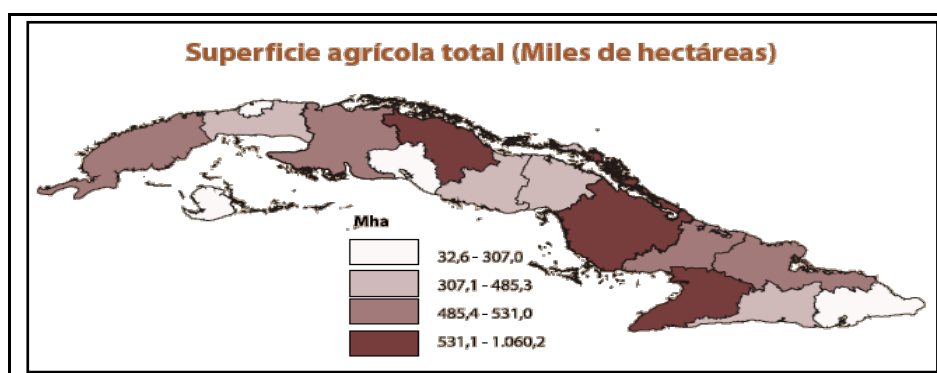 Superficie agrícola total (Miles de hectáreas)
Mha
32,6 - 307,0
307,1 - 485,3
485,4 - 531,0
531,1 - 1.060,2